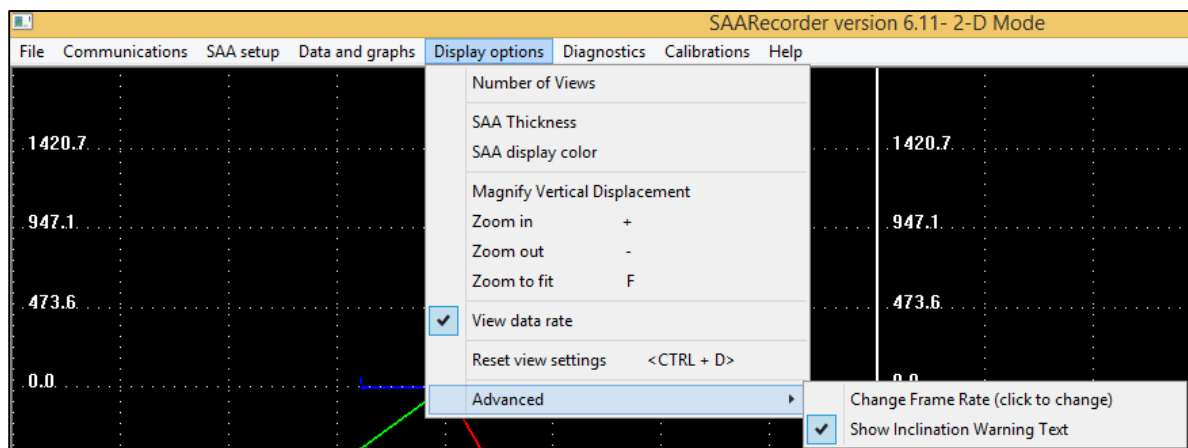 SAARecorder version 6.11- 2-D Mode
File Communications SAA setup Data and graphs Display options Diagnostics Calibrations Help
Number of Views
SAA Thickness
SAA display color
Magnify Vertical Displacement
Zoom in +
Zoom out -
Zoom to fit F
View data rate
Reset view settings <CTRL + D>
Advanced
Change Frame Rate (click to change)
Show Inclination Warning Text
1420.7
947.1
473.6
0.0
1420.7
947.1
473.6